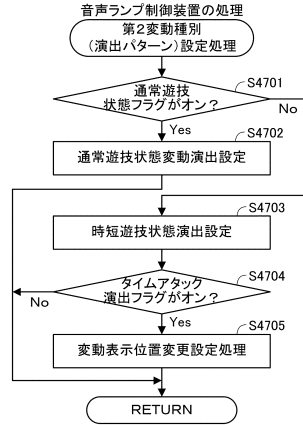 音声ランプ制御装置の処理
第2変動種別
(演出パターン)設定処理
S4701
通常遊技
状態フラグがオン?
No
Yes
S4702
通常遊技状態変動演出設定
S4703
時短遊技状態演出設定
S4704
タイムアタック
演出フラグがオン?
No
Yes
S4705
変動表示位置変更設定処理
RETURN